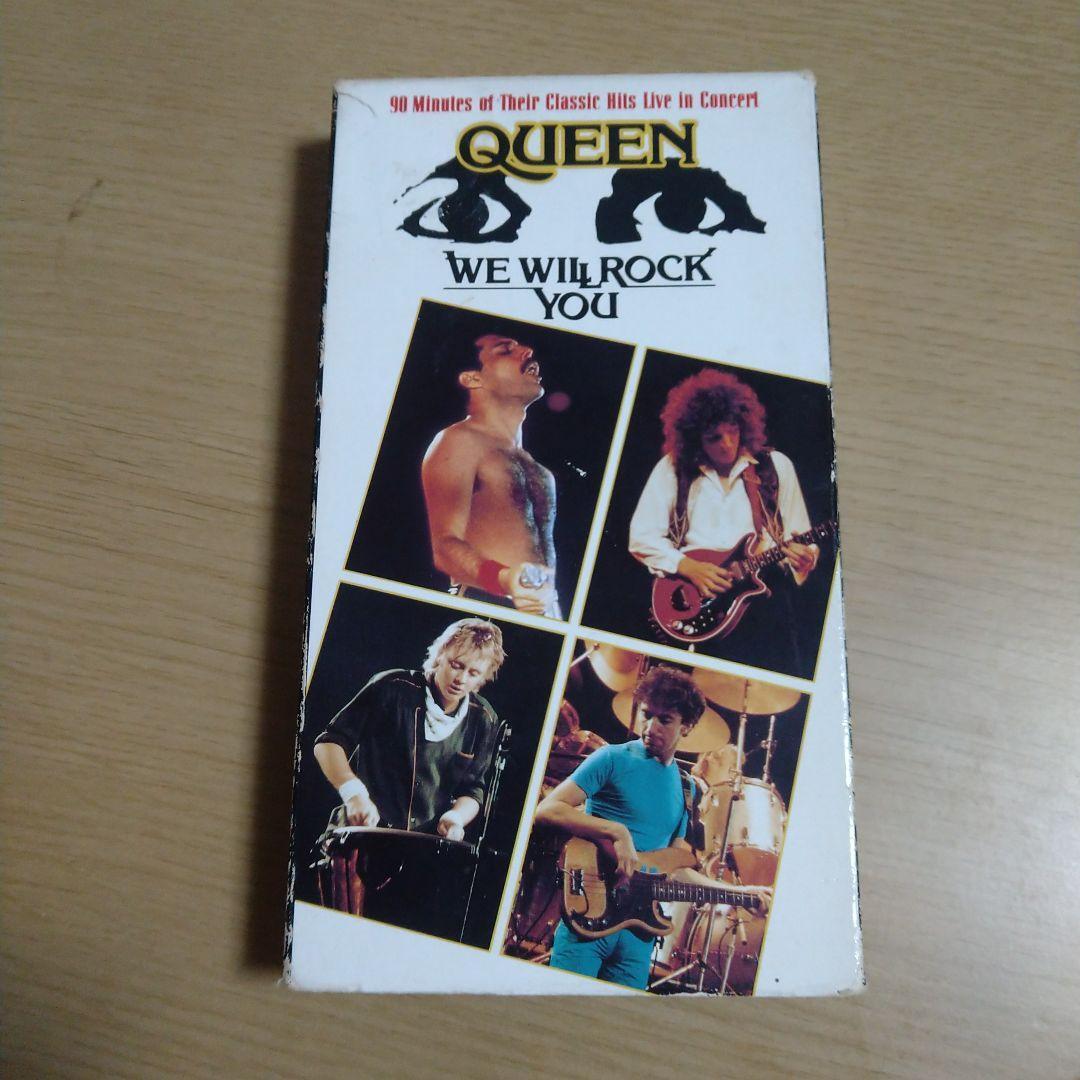 90 Minutes of Their Classic Hits Live in Concert
QUEEN
WE WILL ROCK
YOU